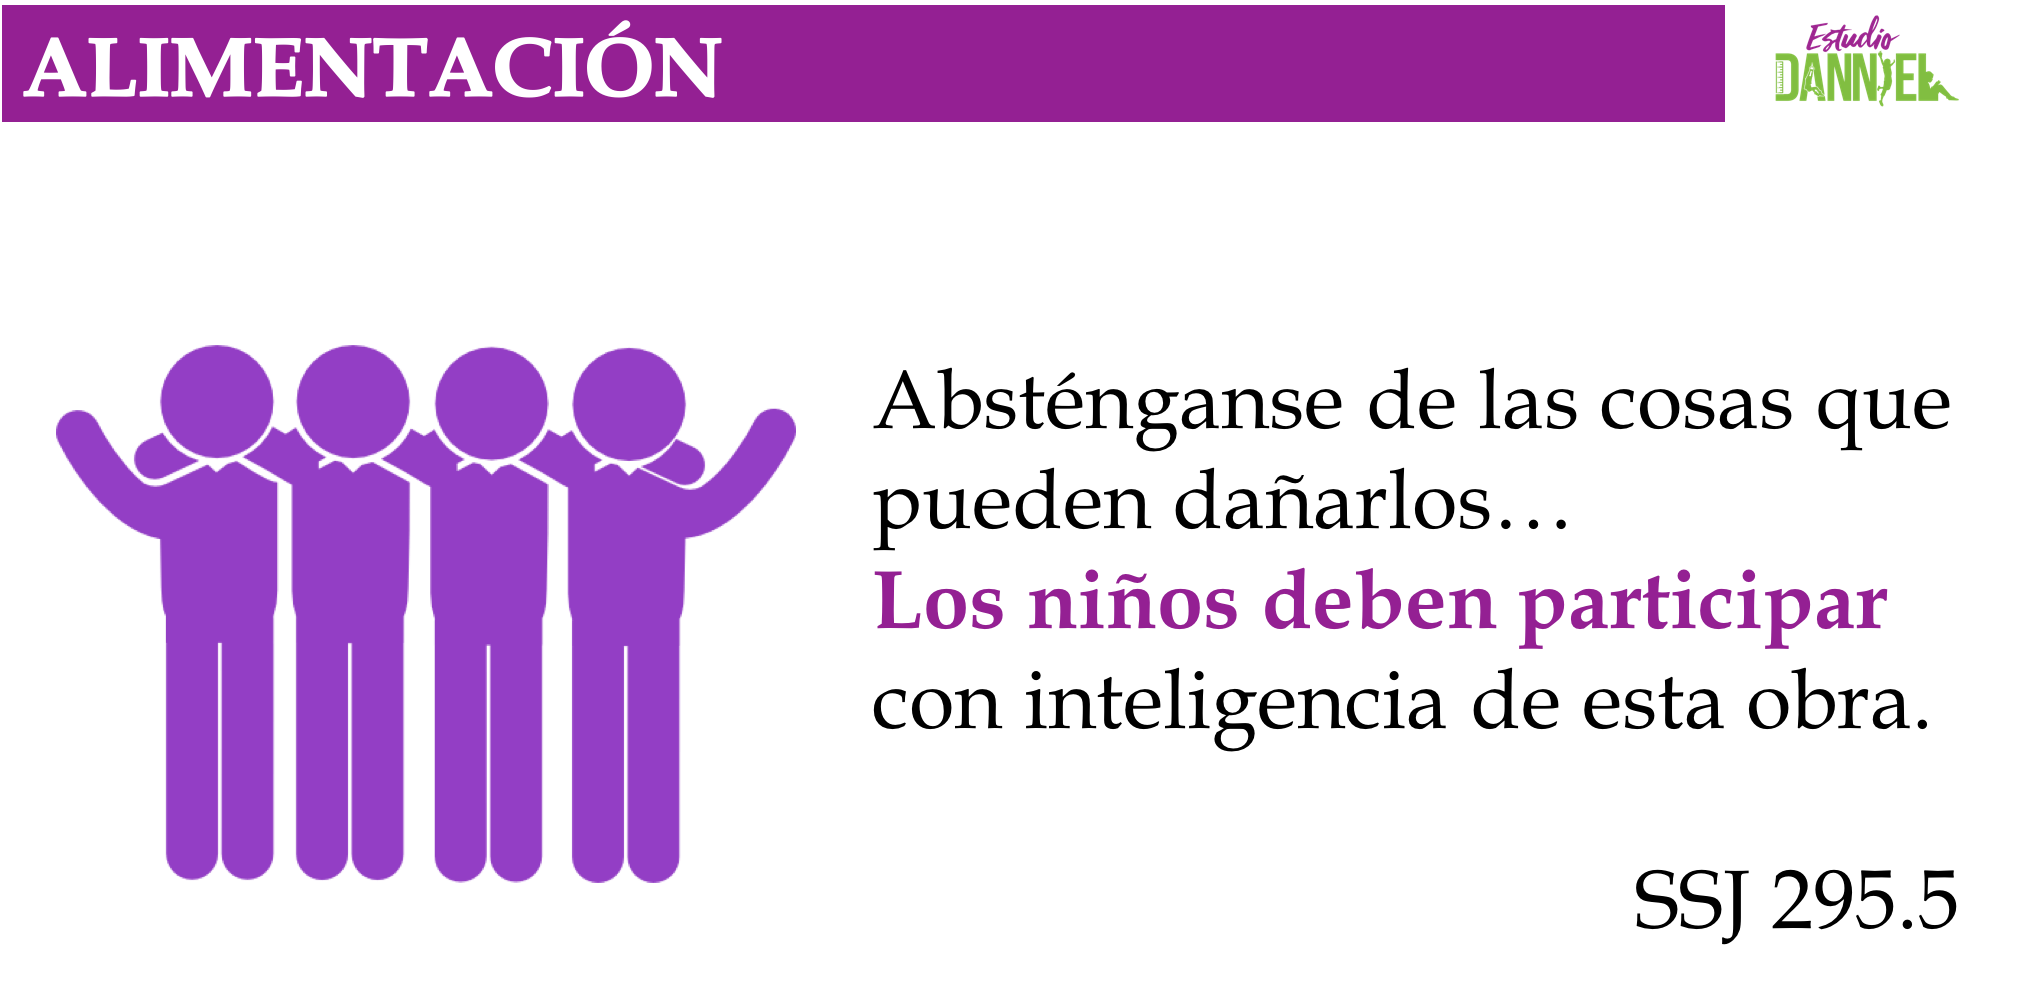 ALIMENTACIÓN
Estudio
DANNIEL
Absténganse de las cosas que
pueden dañarlos…
Los niños deben participar
con inteligencia de esta obra.
SSJ 295.5